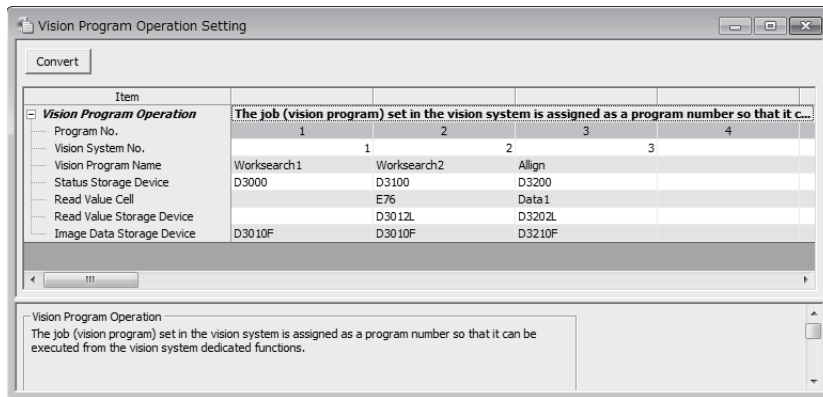 Vision Program Operation Setting
Convert
Item
Vision Program Operation The job (vision program) set in the vision system is assigned as a program number so that it c...
Program No. 1 2 3 4
Vision System No. 1 2 3
Vision Program Name Worksearch1 Worksearch2 Allign
Status Storage Device D3000 D3100 D3200
Read Value Cell E76 Data1
Read Value Storage Device D3012L D3202L
Image Data Storage Device D3010F D3010F D3210F
Vision Program Operation
The job (vision program) set in the vision system is assigned as a program number so that it can be
executed from the vision system dedicated functions.